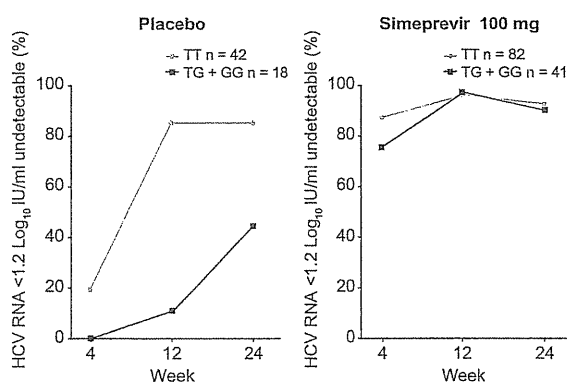 Placebo
TT n = 42
TG + GG n = 18
HCV RNA <1.2 Log10 IU/ml undetectable (%)
100
80
60
40
20
0
4 12 24
Week
Simeprevir 100 mg
TT n = 82
TG + GG n = 41
HCV RNA <1.2 Log10 IU/ml undetectable (%)
100
80
60
40
20
0
4 12 24
Week